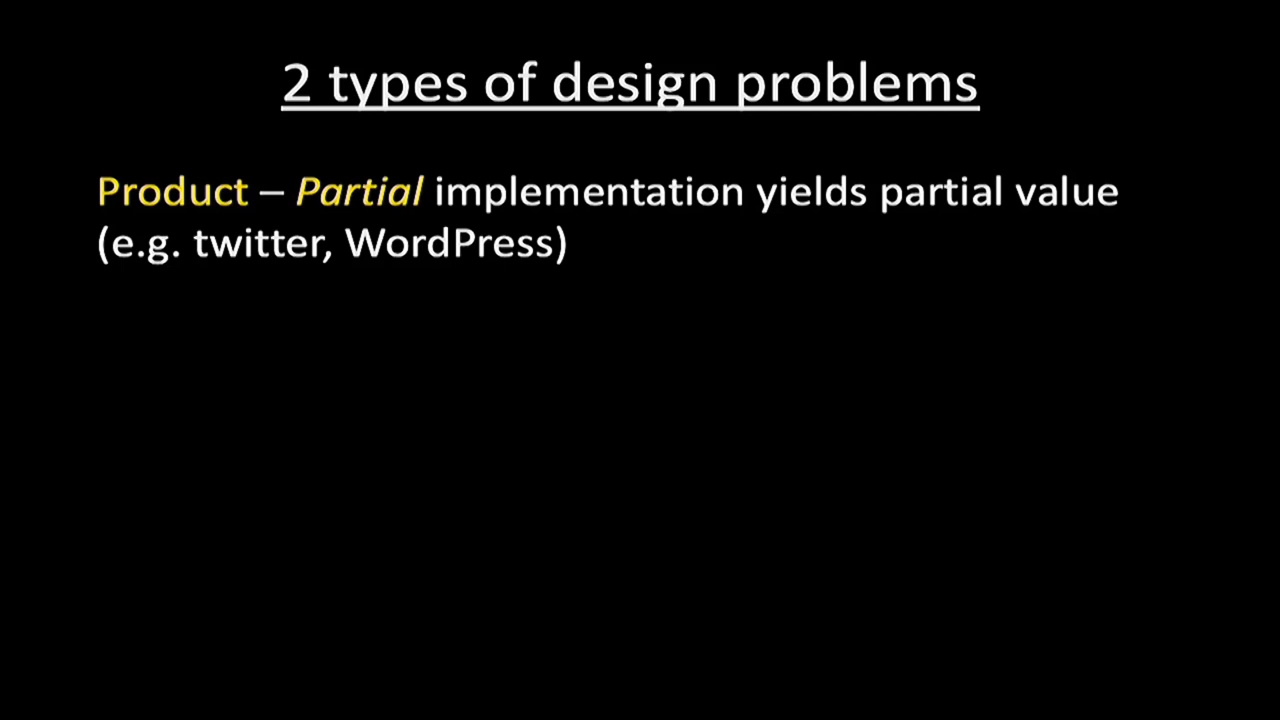 2 types of design problems
Product – Partial implementation yields partial value
(e.g. twitter, WordPress)